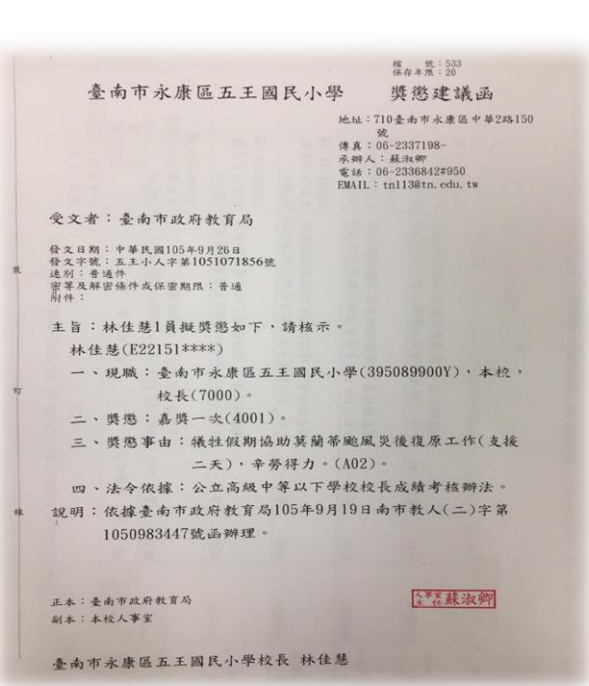 檔　號：533
保存年限：20
臺南市永康區五王國民小學　獎懲建議函
地址：710臺南市永康區中華2路150
號
傳真：06-2337198-
承辦人：蘇淑卿
電話：06-2336842#950
EMAIL：tn113@tn.edu.tw
受文者：臺南市政府教育局
發文日期：中華民國105年9月26日
發文字號：五王小人字第1051071856號
速別：普通件
密等及解密條件或保密期限：普通
附件：
主旨：林佳慧1員擬獎懲如下，請核示。
林佳慧(E22151****)
一、現職：臺南市永康區五王國民小學(395089900Y)，本校，
校長(7000)。
二、獎懲：嘉獎一次(4001)。
三、獎懲事由：犧牲假期協助莫蘭蒂颱風災後復原工作(支援
二天)，辛勞得力。(A02)。
四、法令依據：公立高級中等以下學校校長成績考核辦法。
說明：依據臺南市政府教育局105年9月19日南市教人(二)字第
1050983447號函辦理。
裝
訂
線
正本：臺南市政府教育局
副本：本校人事室
人事室主任 蘇淑卿
臺南市永康區五王國民小學校長 林佳慧